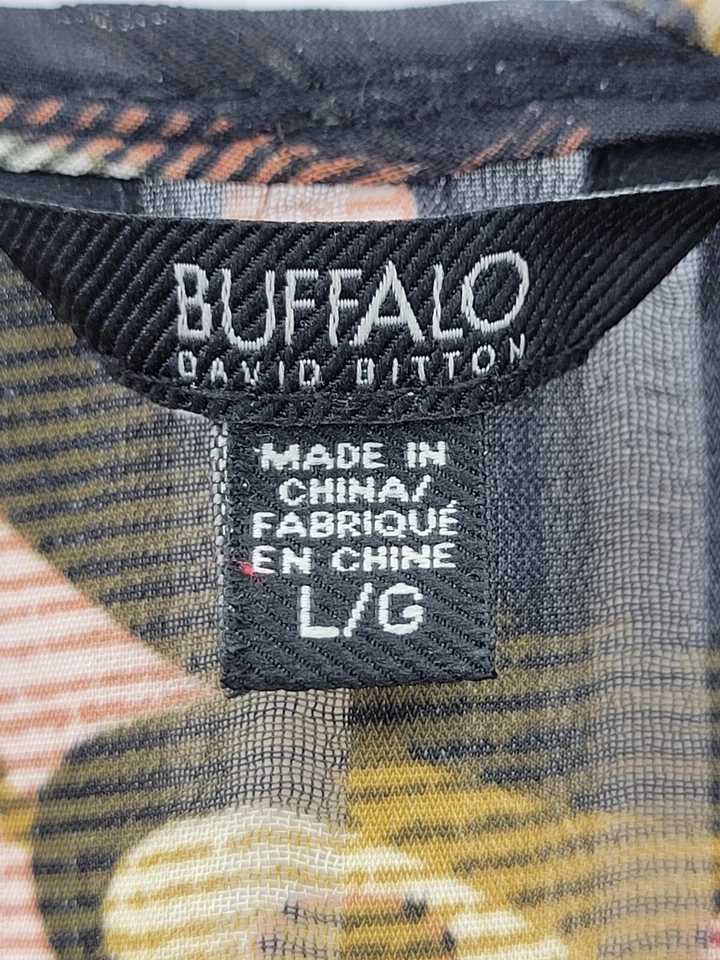 BUFFALO
DAVID BITTON
MADE IN
CHINA/
FABRIQUÉ
EN CHINE
L/G